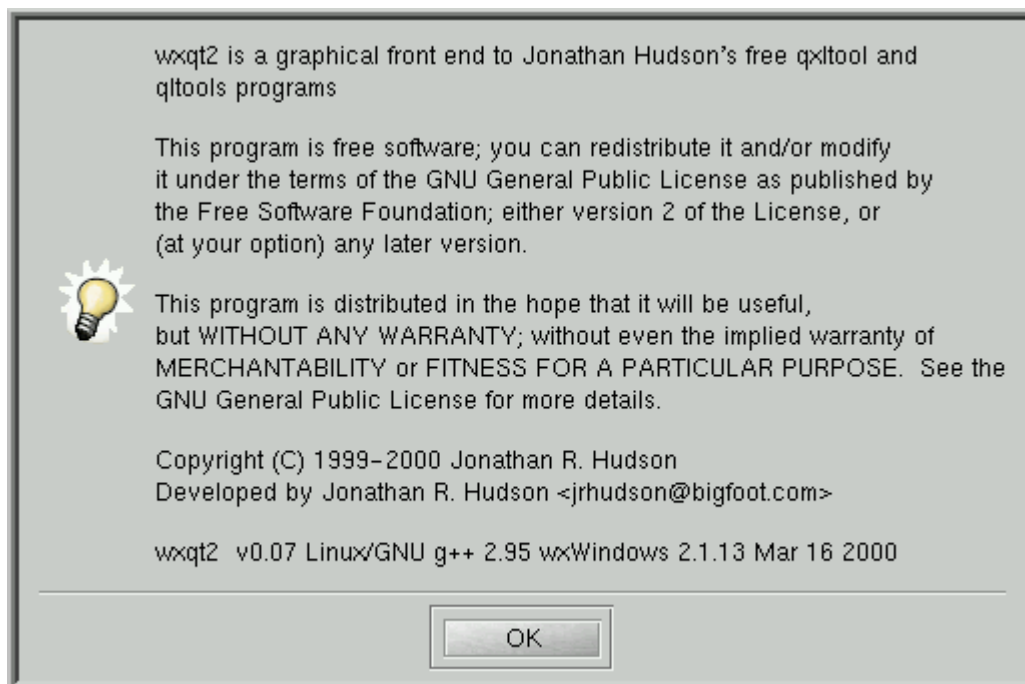 wxqt2 is a graphical front end to Jonathan Hudson's free qxltool and
qltools programs
This program is free software; you can redistribute it and/or modify
it under the terms of the GNU General Public License as published by
the Free Software Foundation; either version 2 of the License, or
(at your option) any later version.
This program is distributed in the hope that it will be useful,
but WITHOUT ANY WARRANTY; without even the implied warranty of
MERCHANTABILITY or FITNESS FOR A PARTICULAR PURPOSE.  See the
GNU General Public License for more details.
Copyright (C) 1999-2000 Jonathan R. Hudson
Developed by Jonathan R. Hudson <jrhudson@bigfoot.com>
wxqt2  v0.07 Linux/GNU g++ 2.95 wxWindows 2.1.13 Mar 16 2000
OK